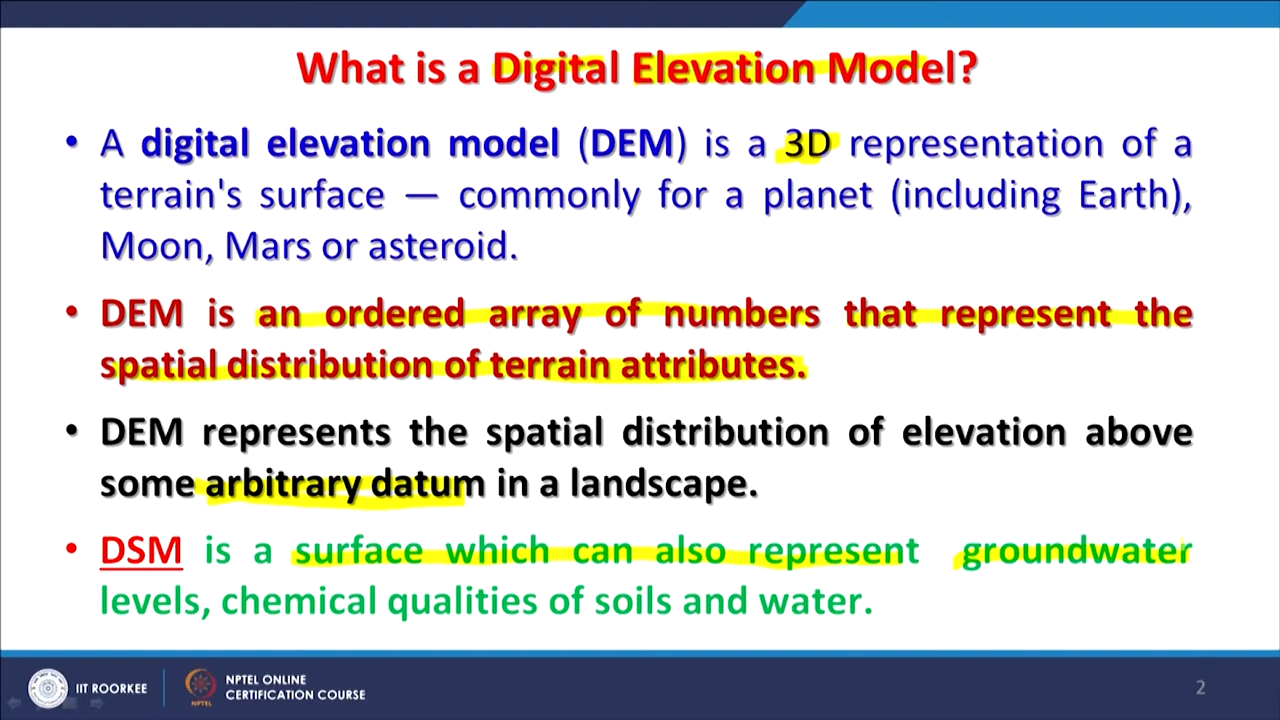 What is a Digital Elevation Model?
• A digital elevation model (DEM) is a 3D representation of a
terrain's surface — commonly for a planet (including Earth),
Moon, Mars or asteroid.
• DEM is an ordered array of numbers that represent the
spatial distribution of terrain attributes.
• DEM represents the spatial distribution of elevation above
some arbitrary datum in a landscape.
• DSM is a surface which can also represent groundwater
levels, chemical qualities of soils and water.
IIT ROORKEE
NPTEL
NPTEL ONLINE
CERTIFICATION COURSE
2